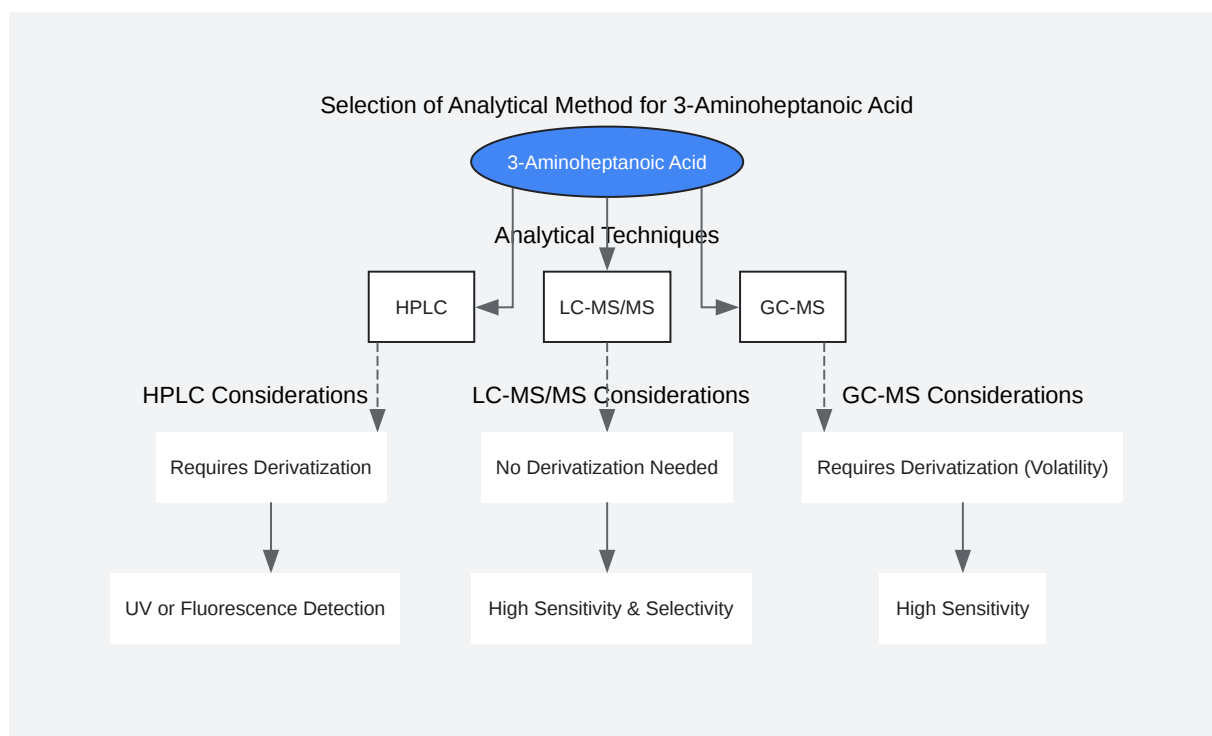 Selection of Analytical Method for 3-Aminoheptanoic Acid
3-Aminoheptanoic Acid
Analytical Techniques
HPLC
LC-MS/MS
GC-MS
HPLC Considerations
LC-MS/MS Considerations
GC-MS Considerations
Requires Derivatization
No Derivatization Needed
Requires Derivatization (Volatility)
UV or Fluorescence Detection
High Sensitivity & Selectivity
High Sensitivity